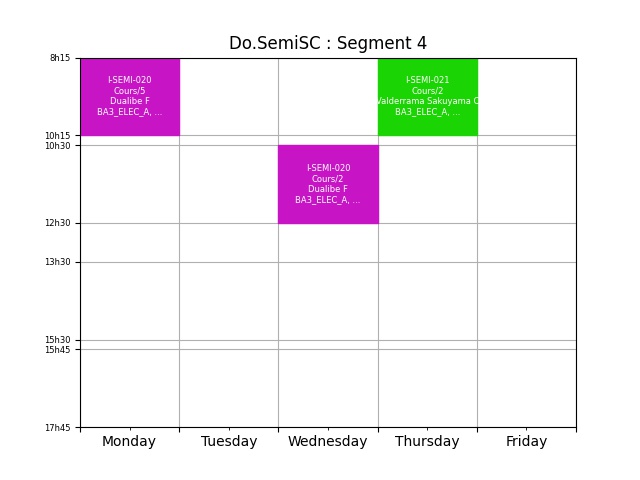 Do.SemiSC : Segment 4
8h15
I-SEMI-020
Cours/5
Dualibe F
BA3_ELEC_A, ...
I-SEMI-021
Cours/2
Valderrama Sakuyama C
BA3_ELEC_A, ...
10h15
10h30
I-SEMI-020
Cours/2
Dualibe F
BA3_ELEC_A, ...
12h30
13h30
15h30
15h45
17h45
Monday Tuesday Wednesday Thursday Friday